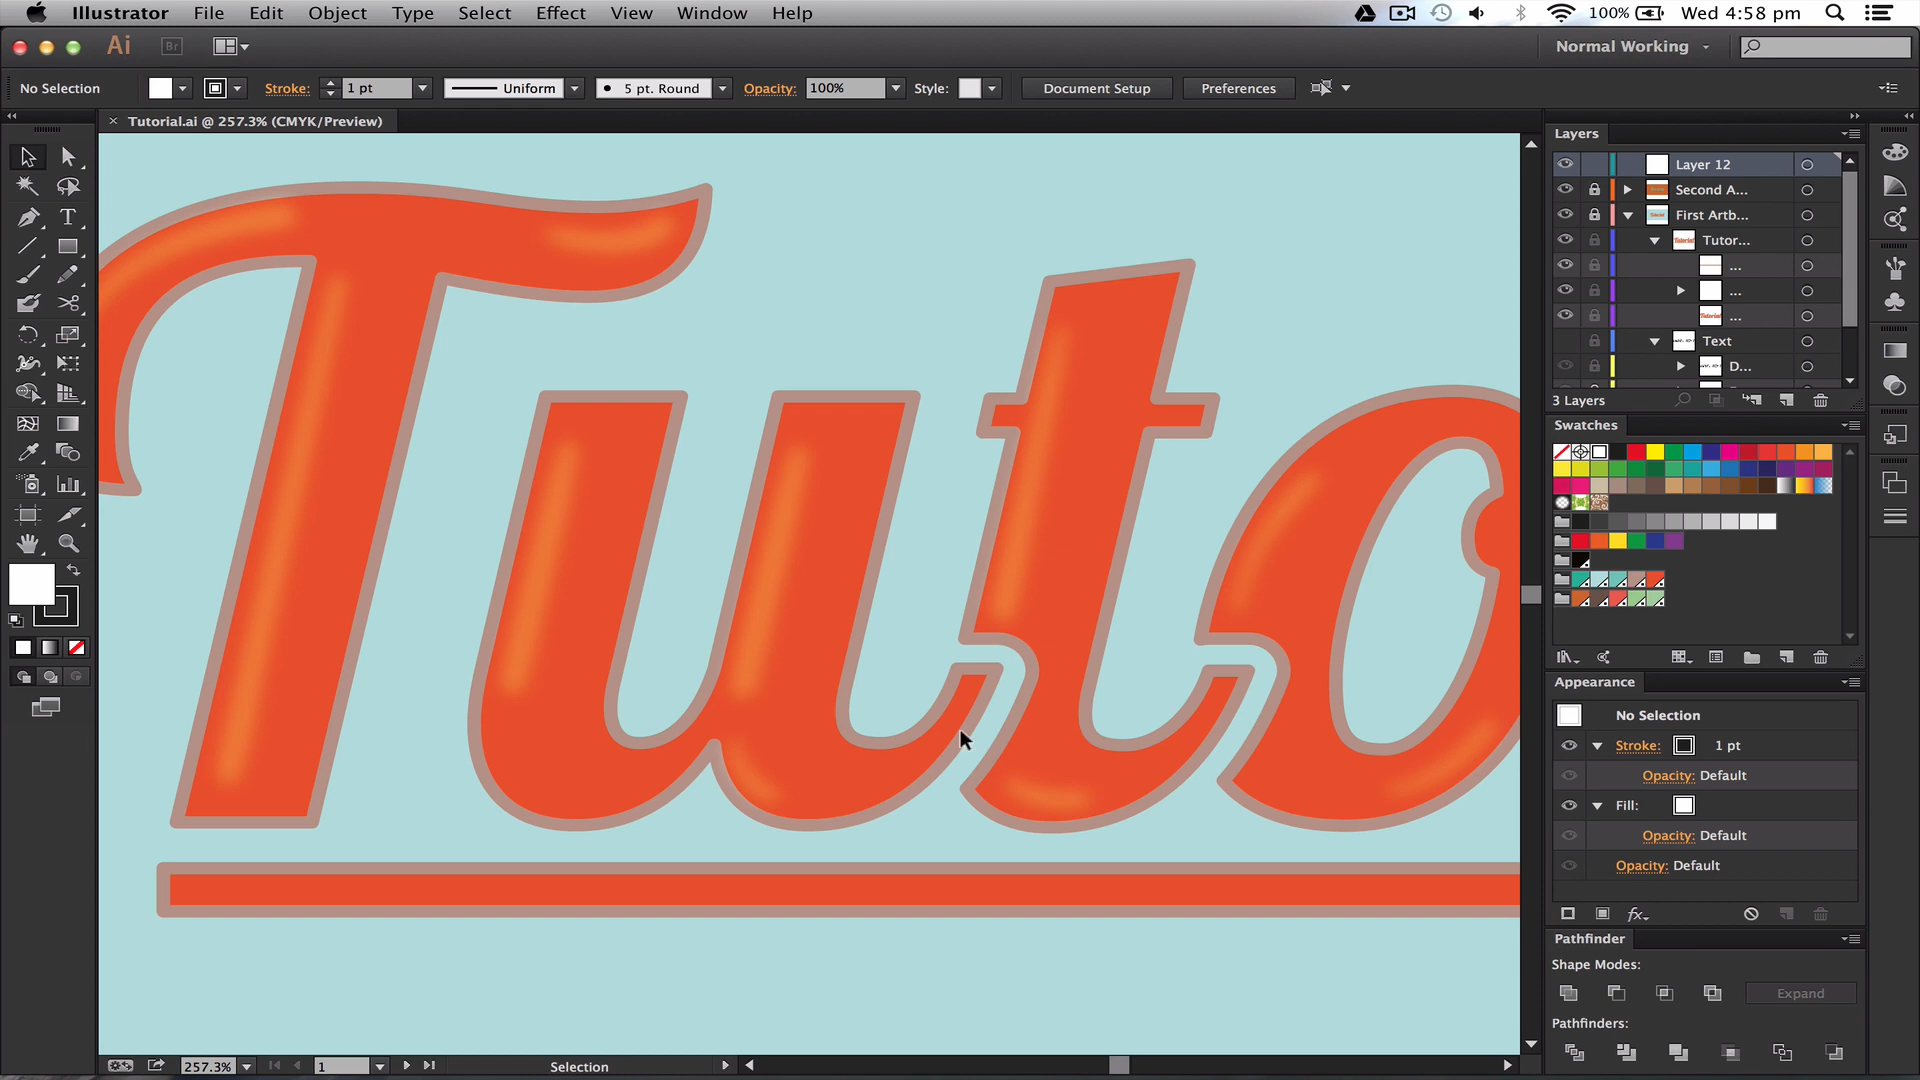 Illustrator File Edit Object Type Select Effect View Window Help 100% Wed 4:58 pm
Ai Br Normal Working
No Selection Stroke: 1 pt Uniform 5 pt. Round Opacity: 100% Style: Document Setup Preferences
Tutorial.ai @ 257.3% (CMYK/Preview)
Layers
Layer 12
Second A...
First Artb...
Tutor...
...
...
...
Text
D...
3 Layers
Swatches
Tuto
Appearance
No Selection
Stroke: 1 pt
Opacity: Default
Fill:
Opacity: Default
Opacity: Default
fx
Pathfinder
Shape Modes:
Expand
Pathfinders:
257.3% 1 Selection